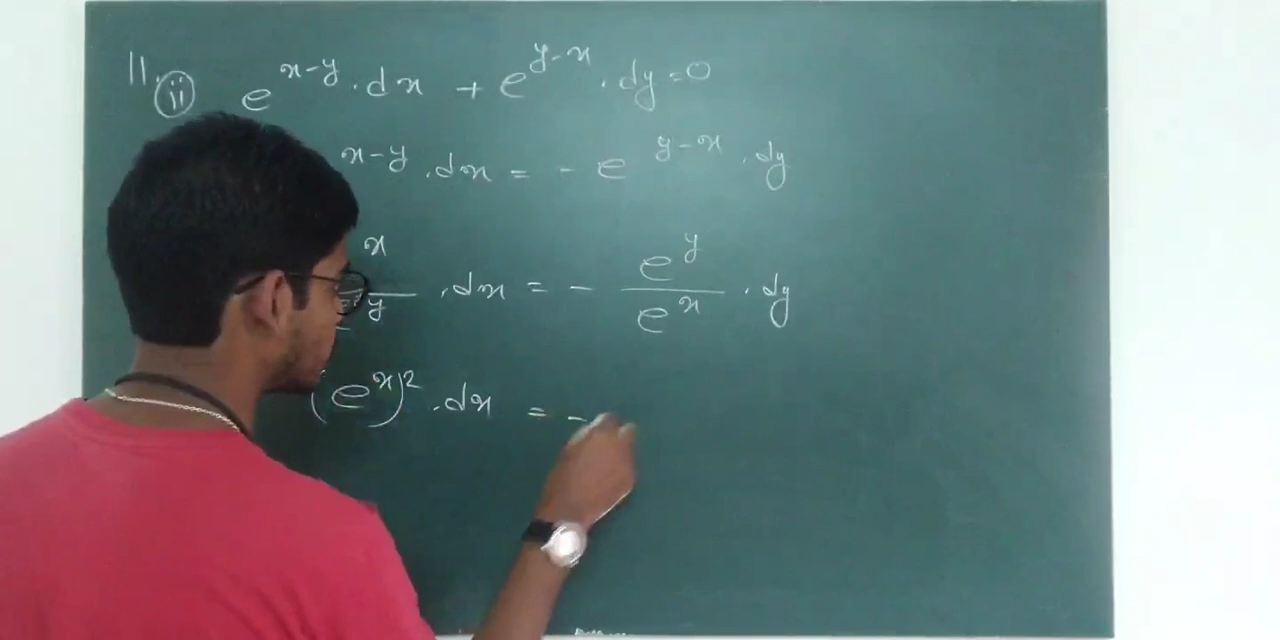 11. ii e^{x-y} . dx + e^{y-x} . dy = 0
x-y . dx = - e^{y-x} . dy
x / e^y . dx = - e^y / e^x . dy
(e^x)^2 . dx = -